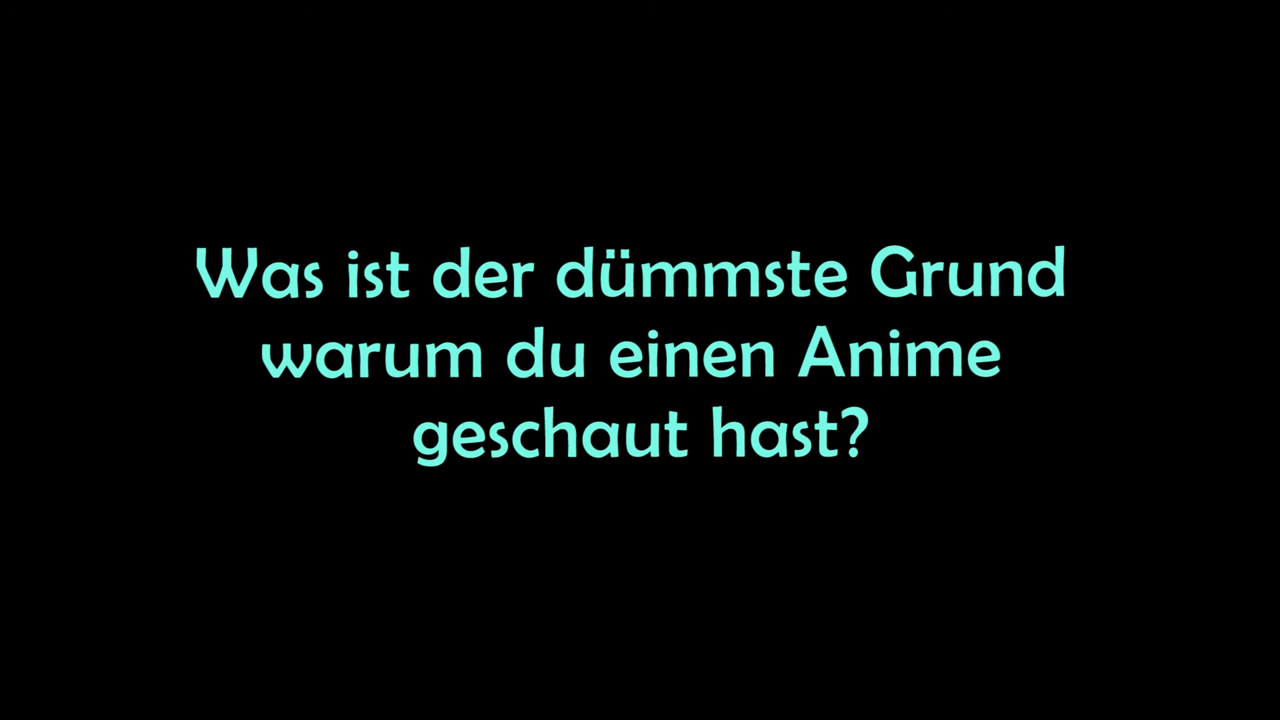 Was ist der dümmste Grund
warum du einen Anime
geschaut hast?